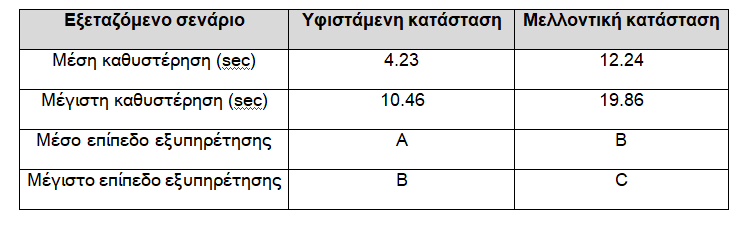 Εξεταζόμενο σενάριο Υφιστάμενη κατάσταση Μελλοντική κατάσταση
Μέση καθυστέρηση (sec) 4.23 12.24
Μέγιστη καθυστέρηση (sec) 10.46 19.86
Μέσο επίπεδο εξυπηρέτησης A B
Μέγιστο επίπεδο εξυπηρέτησης B C